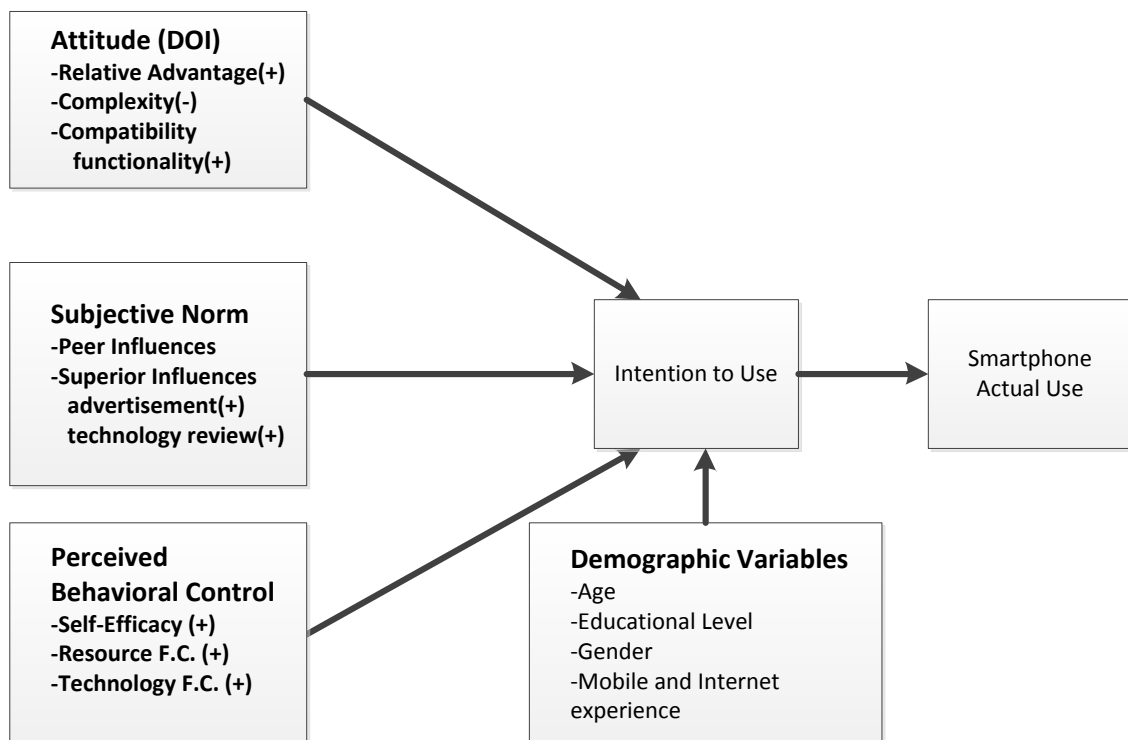 Attitude (DOI)
-Relative Advantage(+)
-Complexity(-)
-Compatibility
functionality(+)
Subjective Norm
-Peer Influences
-Superior Influences
advertisement(+)
technology review(+)
Perceived
Behavioral Control
-Self-Efficacy (+)
-Resource F.C. (+)
-Technology F.C. (+)
Intention to Use
Smartphone
Actual Use
Demographic Variables
-Age
-Educational Level
-Gender
-Mobile and Internet
experience